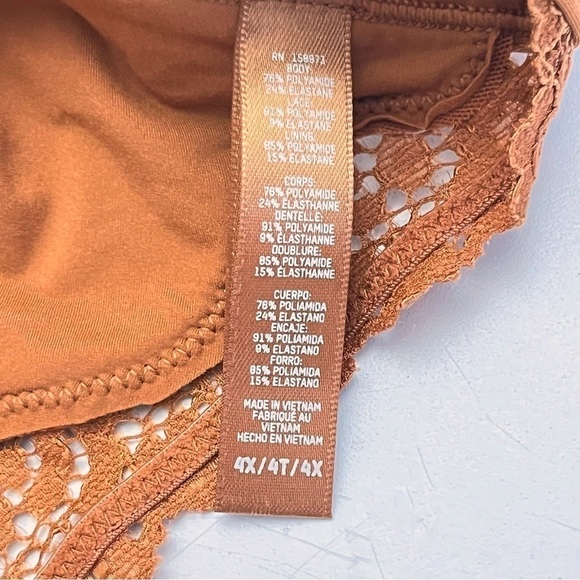 RN 158973
BODY
76% POLYAMIDE
24% ELASTANE
LACE
91% POLYAMIDE
9% ELASTANE
LINING
85% POLYAMIDE
15% ELASTANE
CORPS:
76% POLYAMIDE
24% ÉLASTHANNE
DENTELLE:
91% POLYAMIDE
9% ÉLASTHANNE
DOUBLURE:
85% POLYAMIDE
15% ÉLASTHANNE
CUERPO:
76% POLIAMIDA
24% ELASTANO
ENCAJE:
91% POLIAMIDA
9% ELASTANO
FORRO:
85% POLIAMIDA
15% ELASTANO
MADE IN VIETNAM
FABRIQUÉ AU
VIETNAM
HECHO EN VIETNAM
4X/4T/4X